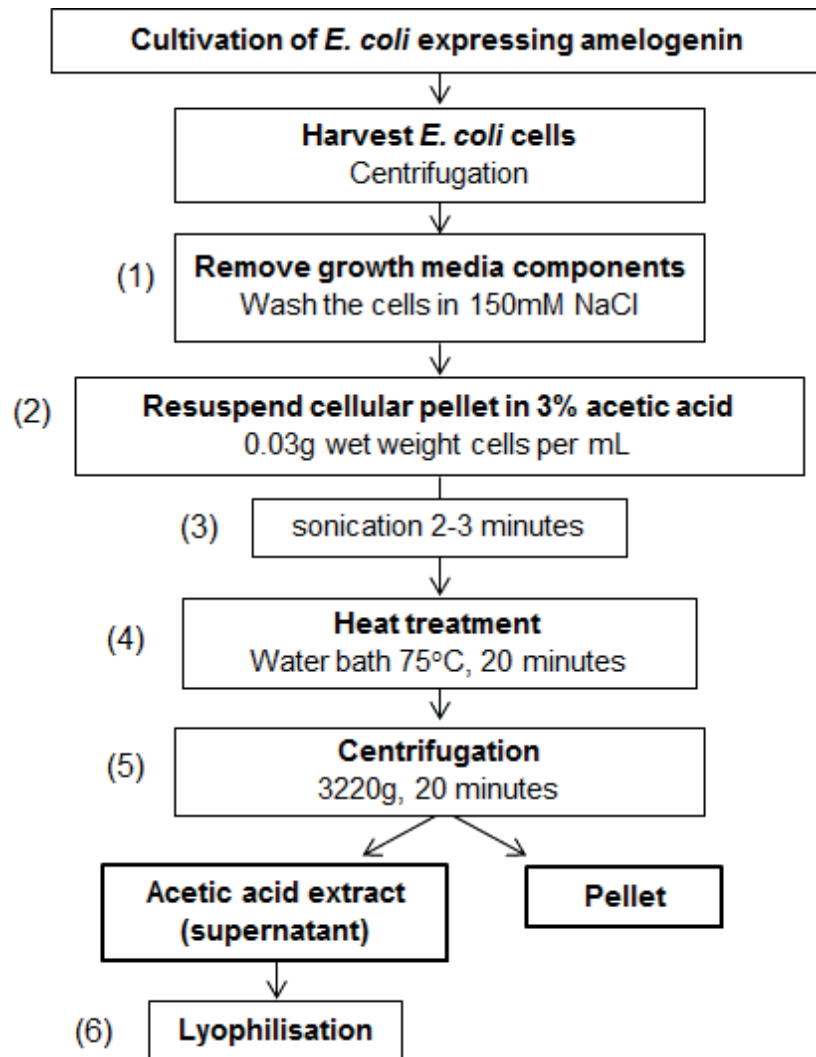 Cultivation of E. coli expressing amelogenin
Harvest E. coli cells
Centrifugation
(1)
Remove growth media components
Wash the cells in 150mM NaCl
(2)
Resuspend cellular pellet in 3% acetic acid
0.03g wet weight cells per mL
(3)
sonication 2-3 minutes
(4)
Heat treatment
Water bath 75°C, 20 minutes
(5)
Centrifugation
3220g, 20 minutes
Acetic acid extract
(supernatant)
Pellet
(6)
Lyophilisation